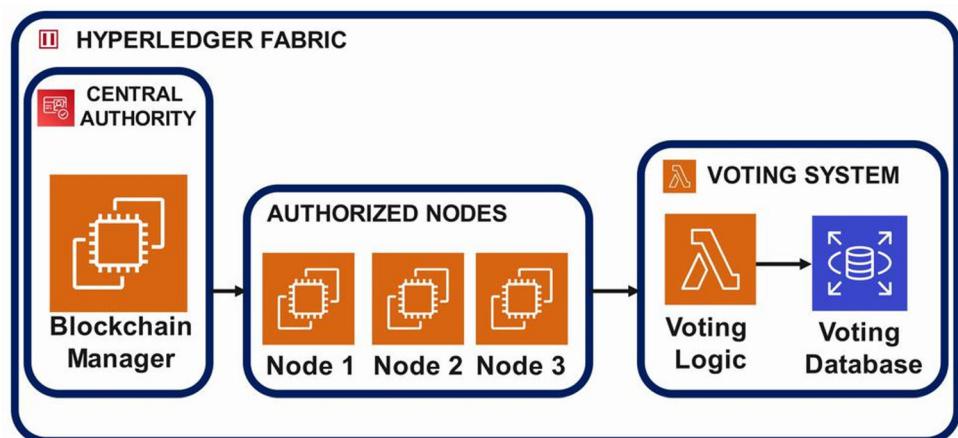 HYPERLEDGER FABRIC
CENTRAL
AUTHORITY
Blockchain
Manager
AUTHORIZED NODES
Node 1
Node 2
Node 3
VOTING SYSTEM
Voting
Logic
Voting
Database